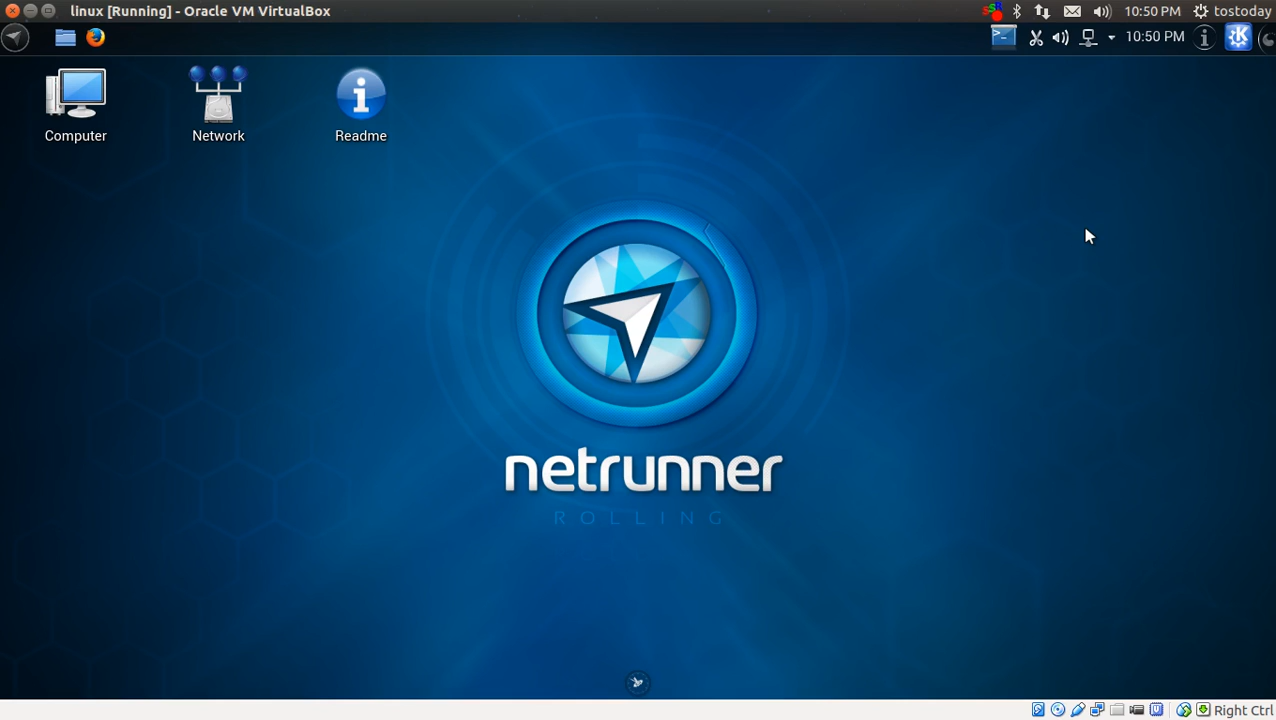 linux [Running] - Oracle VM VirtualBox
10:50 PM
tostoday
10:50 PM
Computer
Network
Readme
netrunner
ROLLING
Right Ctrl